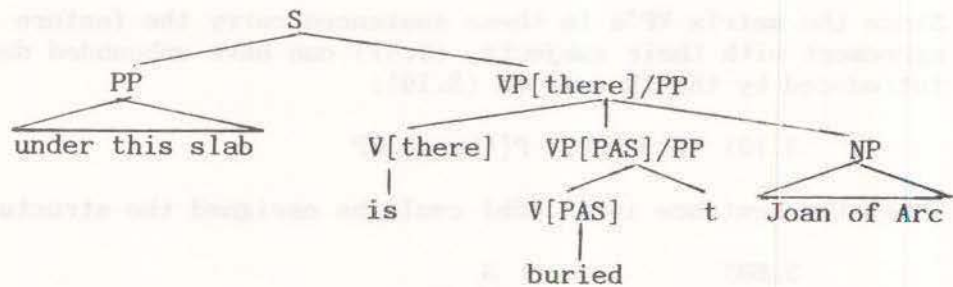 S
PP VP[there]/PP
under this slab V[there] VP[PAS]/PP NP
is V[PAS] t Joan of Arc
buried